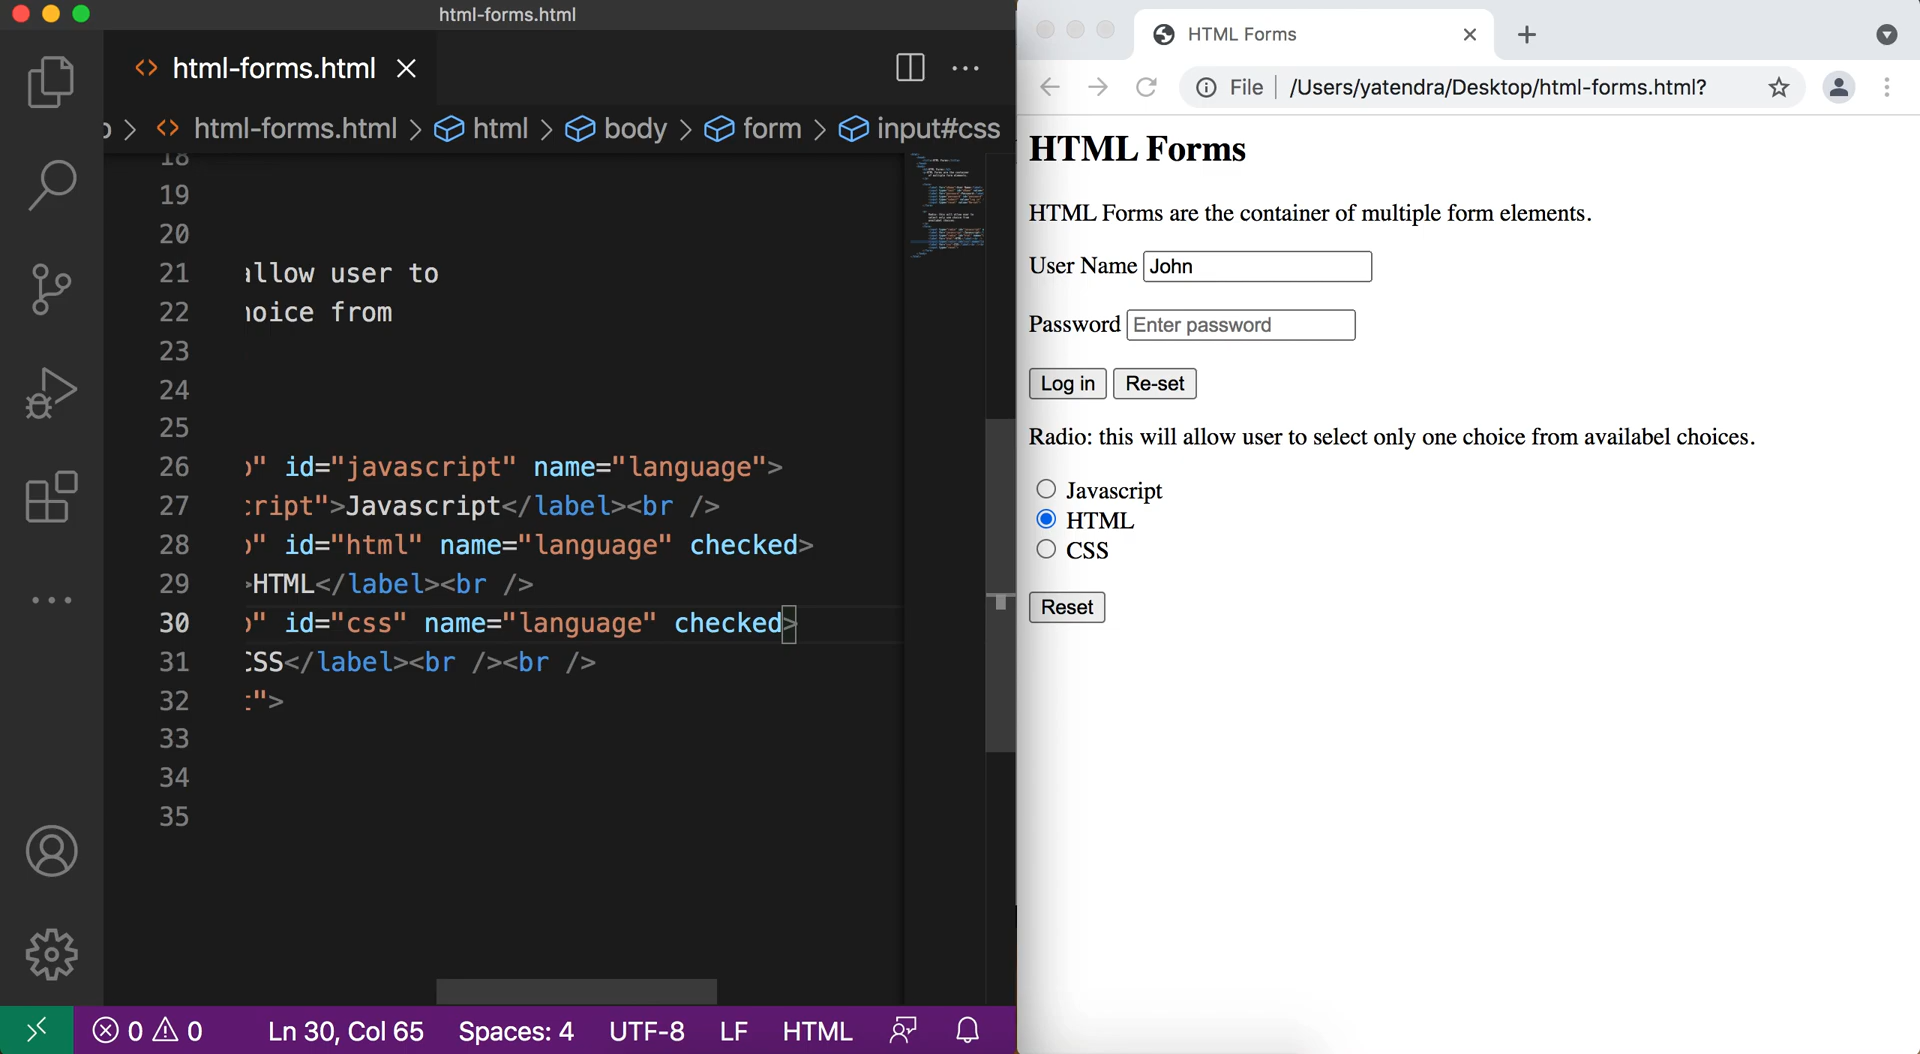 html-forms.html
html-forms.html
html-forms.html > html > body > form > input#css
18
19
20
21 allow user to
22 hoice from
23
24
25
26 " id="javascript" name="language">
27 cript">Javascript</label><br />
28 " id="html" name="language" checked>
29 >HTML</label><br />
30 " id="css" name="language" checked>
31 CSS</label><br /><br />
32 ">
33
34
35
0 0 Ln 30, Col 65 Spaces: 4 UTF-8 LF HTML
HTML Forms
File /Users/yatendra/Desktop/html-forms.html?
HTML Forms
HTML Forms are the container of multiple form elements.
User Name John
Password Enter password
Log in Re-set
Radio: this will allow user to select only one choice from availabel choices.
Javascript
HTML
CSS
Reset